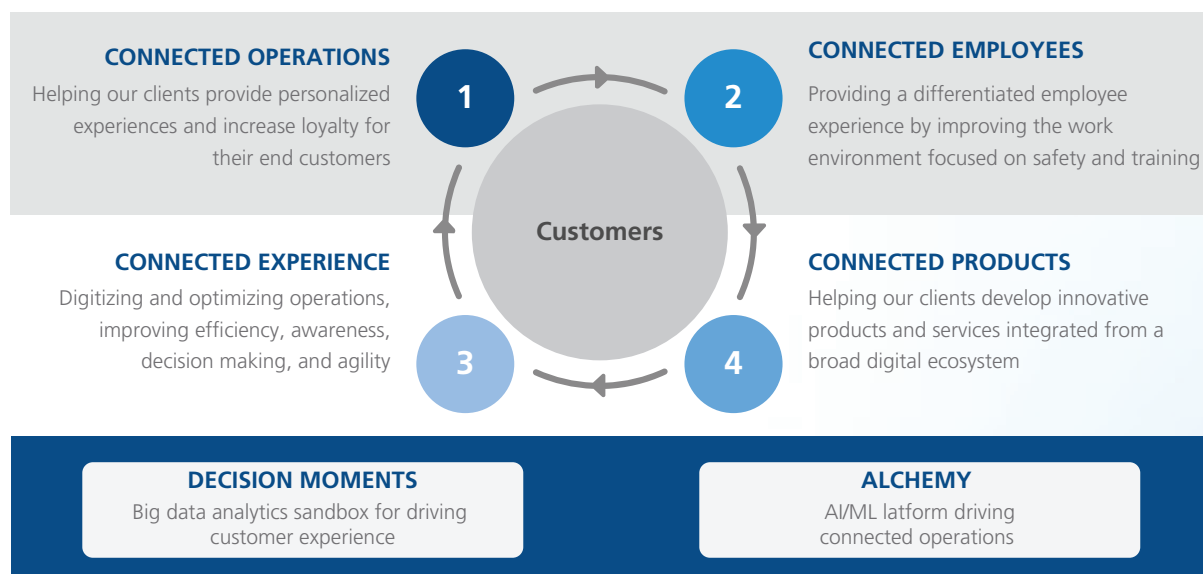 CONNECTED OPERATIONS
Helping our clients provide personalized
experiences and increase loyalty for
their end customers
1
2
CONNECTED EMPLOYEES
Providing a differentiated employee
experience by improving the work
environment focused on safety and training
Customers
CONNECTED EXPERIENCE
Digitizing and optimizing operations,
improving efficiency, awareness,
decision making, and agility
3
4
CONNECTED PRODUCTS
Helping our clients develop innovative
products and services integrated from a
broad digital ecosystem
DECISION MOMENTS
Big data analytics sandbox for driving
customer experience
ALCHEMY
AI/ML latform driving
connected operations